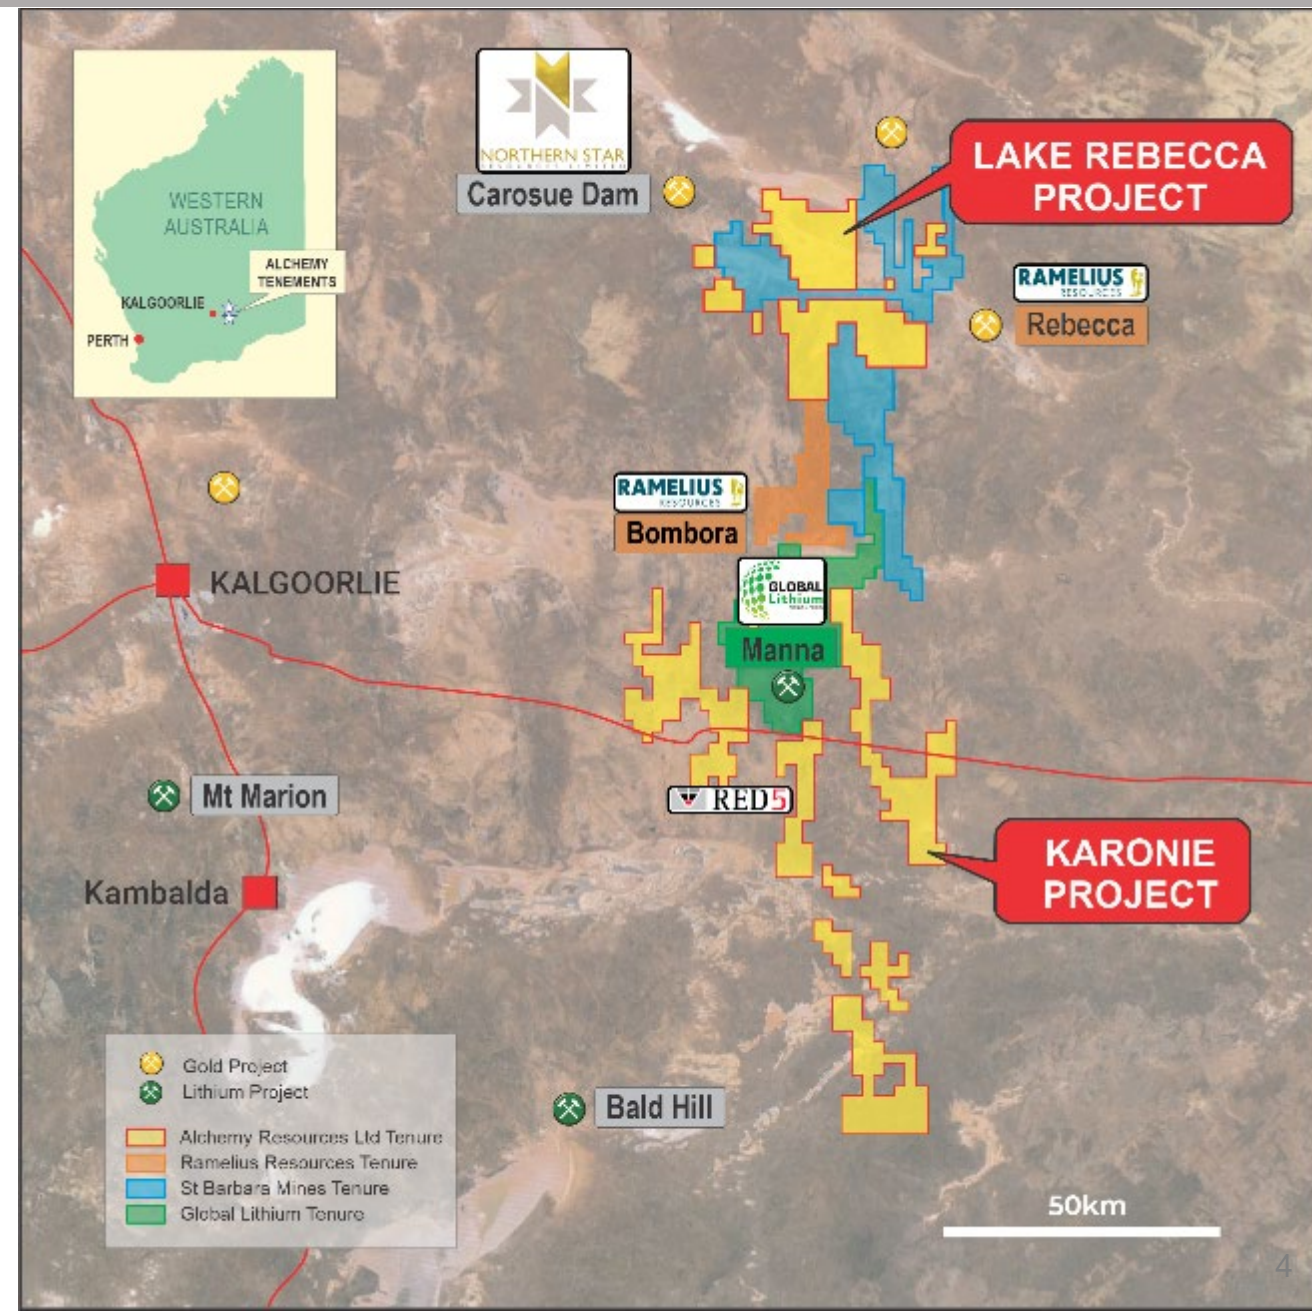 NORTHERN STAR
RESOURCES LIMITED
Carosue Dam
LAKE REBECCA
PROJECT
WESTERN
AUSTRALIA
ALCHEMY
TENEMENTS
KALGOORLIE
PERTH
RAMELIUS
RESOURCES
Rebecca
RAMELIUS
RESOURCES
Bombora
KALGOORLIE
GLOBAL
Lithium
Manna
Mt Marion
RED5
KARONIE
PROJECT
Kambalda
Gold Project
Lithium Project
Alchemy Resources Ltd Tenure
Ramelius Resources Tenure
St Barbara Mines Tenure
Global Lithium Tenure
Bald Hill
50km
4